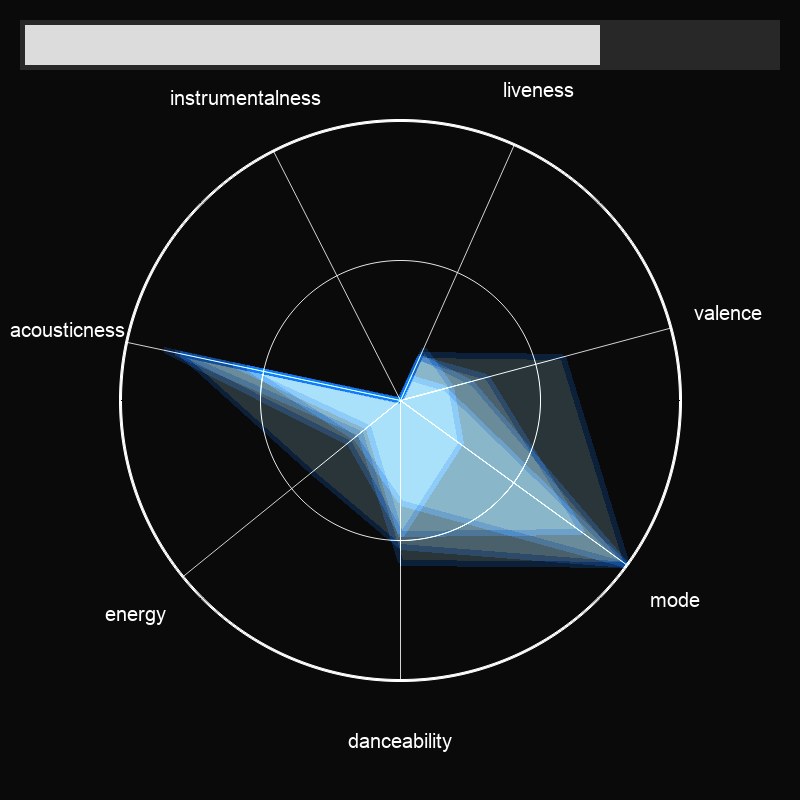 liveness
instrumentalness
valence
acousticness
mode
energy
danceability